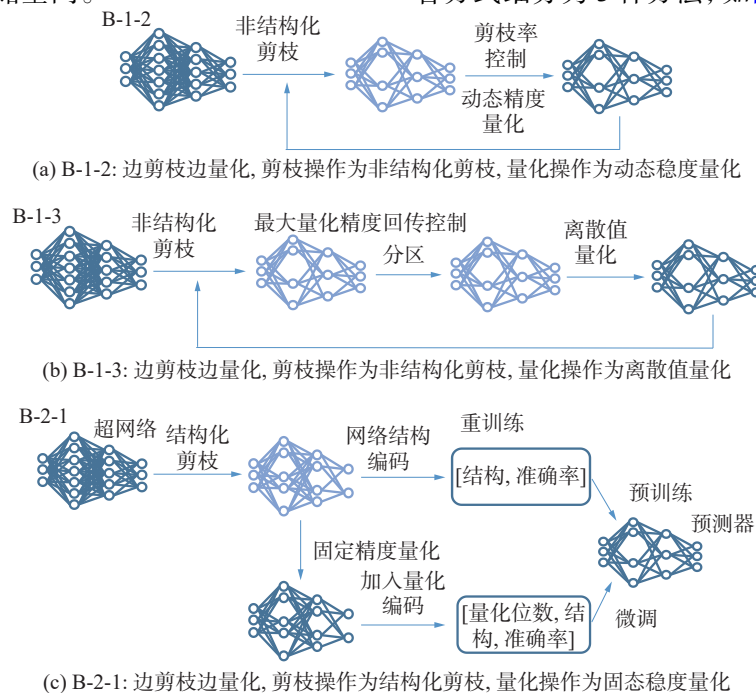 B-1-2
非结构化
剪枝
剪枝率
控制
动态精度
量化
(a) B-1-2: 边剪枝边量化, 剪枝操作为非结构化剪枝, 量化操作为动态稳度量化
B-1-3
非结构化
剪枝
最大量化精度回传控制
分区
离散值
量化
(b) B-1-3: 边剪枝边量化, 剪枝操作为非结构化剪枝, 量化操作为离散值量化
B-2-1
超网络
结构化
剪枝
网络结构
编码
重训练
[结构, 准确率]
预训练
预测器
固定精度量化
加入量化
编码
[量化位数, 结
构, 准确率]
微调
(c) B-2-1: 边剪枝边量化, 剪枝操作为结构化剪枝, 量化操作为固态稳度量化